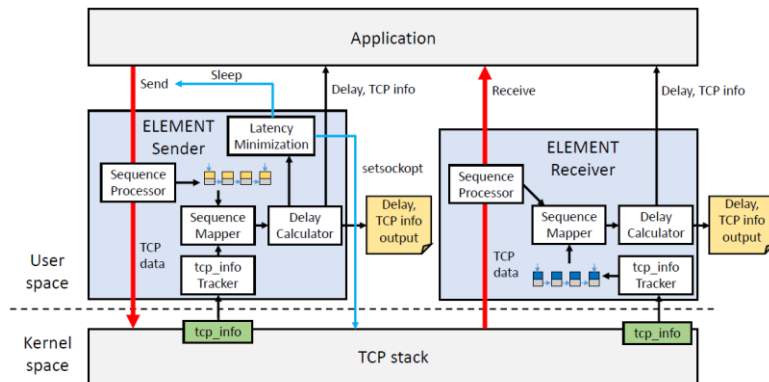 Application
Sleep
Send
Delay, TCP info
Receive
Delay, TCP info
ELEMENT
Sender
Latency
Minimization
setsockopt
ELEMENT
Receiver
Sequence
Processor
Sequence
Mapper
Delay
Calculator
Delay,
TCP info
output
TCP
data
tcp_info
Tracker
Sequence
Processor
Sequence
Mapper
Delay
Calculator
Delay,
TCP info
output
TCP
data
tcp_info
Tracker
User
space
Kernel
space
tcp_info
TCP stack
tcp_info